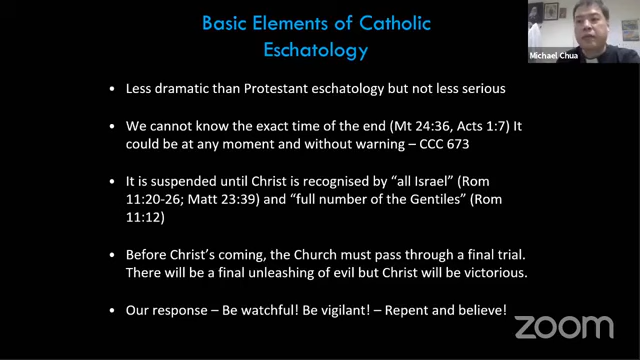 Basic Elements of Catholic
Eschatology
Michael Chua
• Less dramatic than Protestant eschatology but not less serious
• We cannot know the exact time of the end (Mt 24:36, Acts 1:7) It
could be at any moment and without warning – CCC 673
• It is suspended until Christ is recognised by “all Israel” (Rom
11:20-26; Matt 23:39) and “full number of the Gentiles” (Rom
11:12)
• Before Christ’s coming, the Church must pass through a final trial.
There will be a final unleashing of evil but Christ will be victorious.
• Our response – Be watchful! Be vigilant! – Repent and believe!
zoom